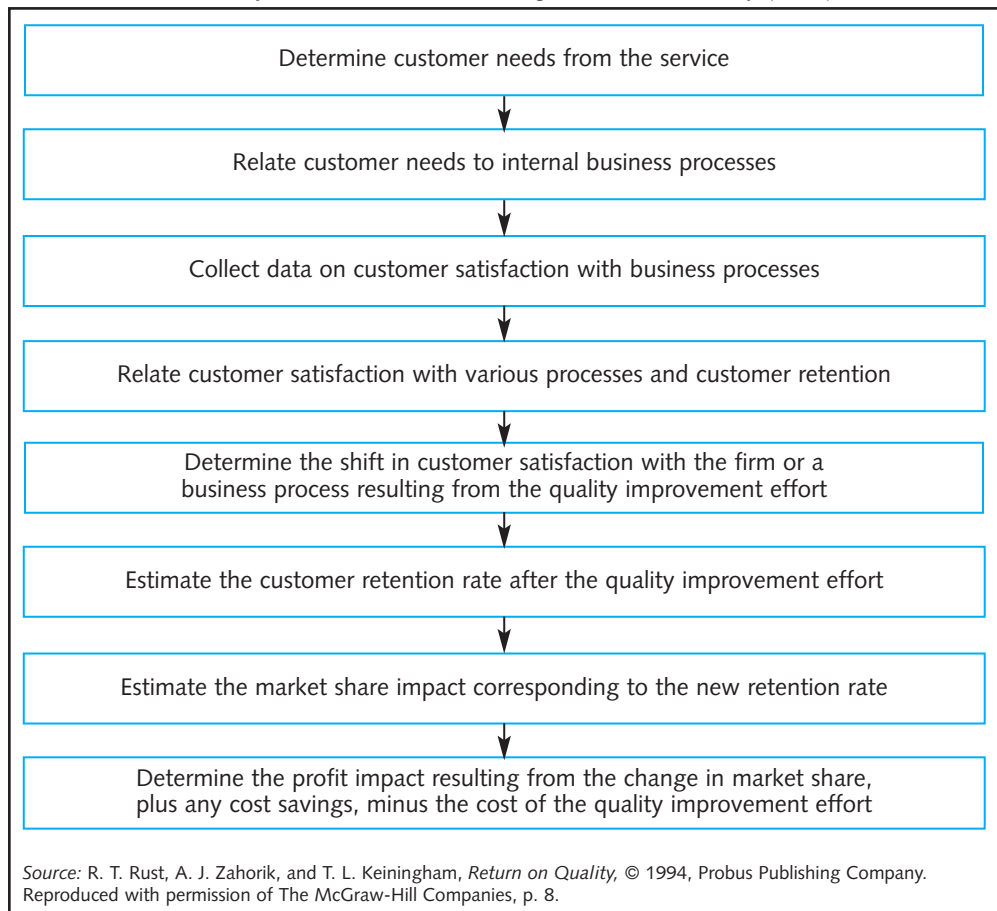 Determine customer needs from the service
Relate customer needs to internal business processes
Collect data on customer satisfaction with business processes
Relate customer satisfaction with various processes and customer retention
Determine the shift in customer satisfaction with the firm or a
business process resulting from the quality improvement effort
Estimate the customer retention rate after the quality improvement effort
Estimate the market share impact corresponding to the new retention rate
Determine the profit impact resulting from the change in market share,
plus any cost savings, minus the cost of the quality improvement effort
Source: R. T. Rust, A. J. Zahorik, and T. L. Keiningham, Return on Quality, © 1994, Probus Publishing Company.
Reproduced with permission of The McGraw-Hill Companies, p. 8.